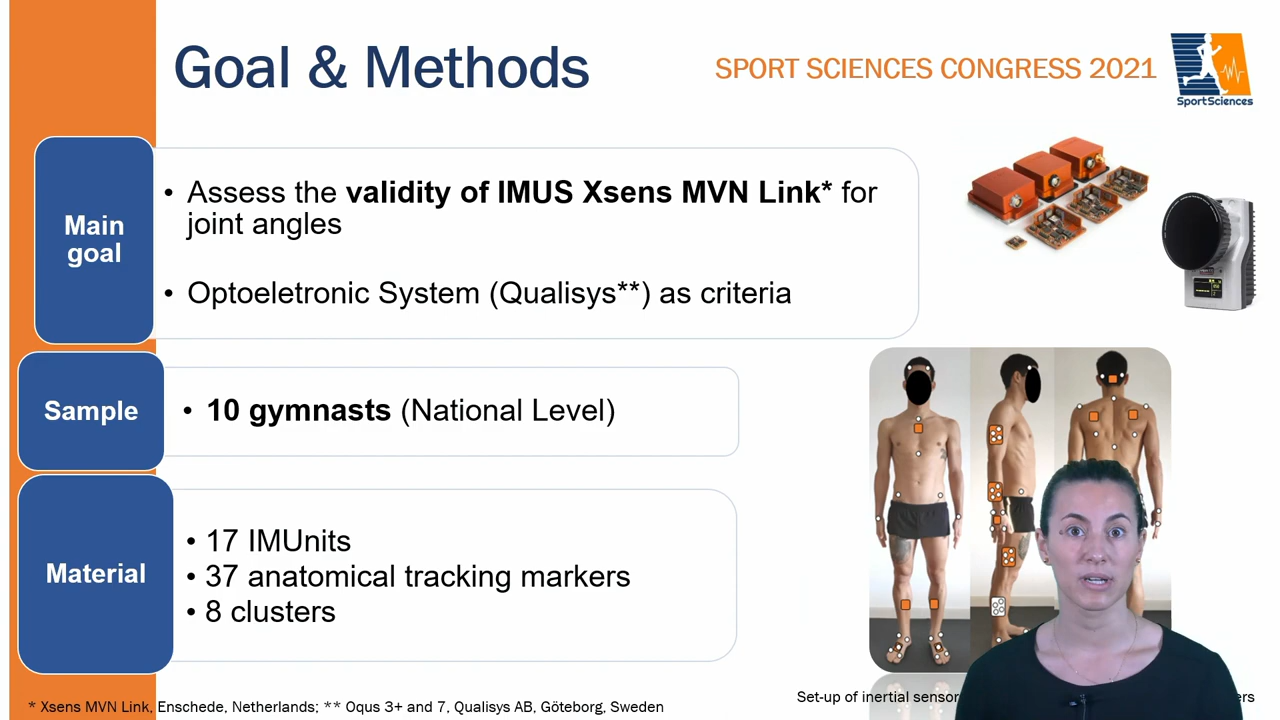 Goal & Methods
SPORT SCIENCES CONGRESS 2021
SportSciences
Main
goal
• Assess the validity of IMUS Xsens MVN Link* for
joint angles
• Optoeletronic System (Qualisys**) as criteria
Sample
• 10 gymnasts (National Level)
Material
• 17 IMUnits
• 37 anatomical tracking markers
• 8 clusters
Set-up of inertial sensor
* Xsens MVN Link, Enschede, Netherlands; ** Oqus 3+ and 7, Qualisys AB, Göteborg, Sweden